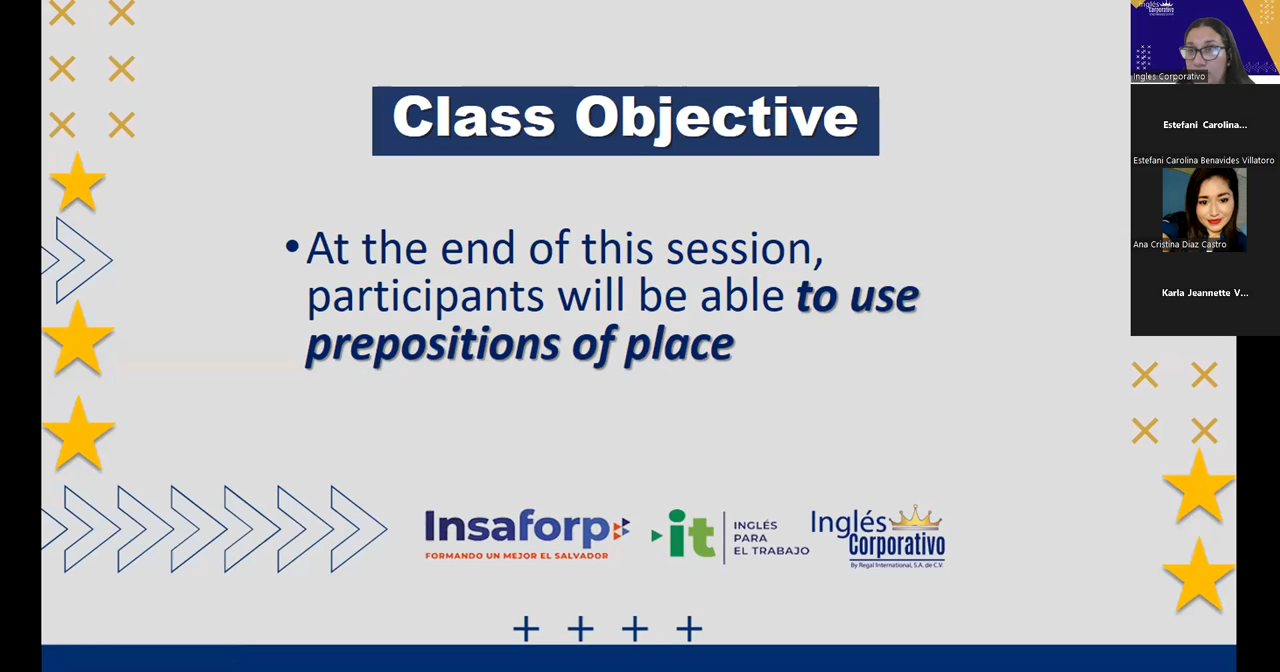 Class Objective
•At the end of this session,
participants will be able to use
prepositions of place
Insaforp
FORMANDO UN MEJOR EL SALVADOR
it
INGLÉS
PARA
EL TRABAJO
Inglés
Corporativo
By Regal International, S.A. de C.V.
Inglés
Corporativo
Ingles Corporativo
Estefani Carolina...
Estefani Carolina Benavides Villatoro
Ana Cristina Diaz Castro
Karla Jeannette V...